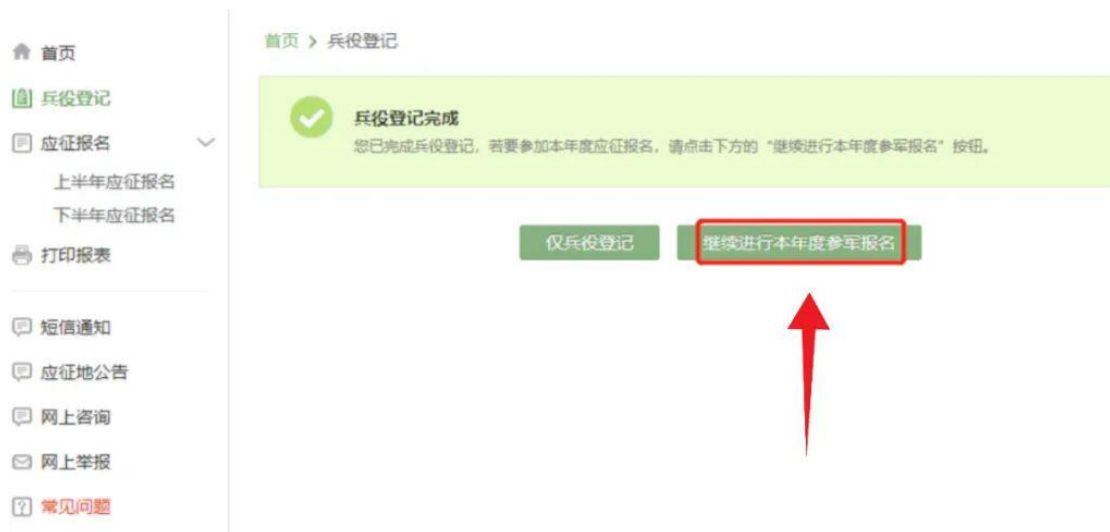 首页
兵役登记
应征报名
上半年应征报名
下半年应征报名
打印报表
短信通知
应征地公告
网上咨询
网上举报
常见问题
首页 > 兵役登记
兵役登记完成
您已完成兵役登记，若要参加本年度应征报名，请点击下方的“继续进行本年度参军报名”按钮。
仅兵役登记
继续进行本年度参军报名